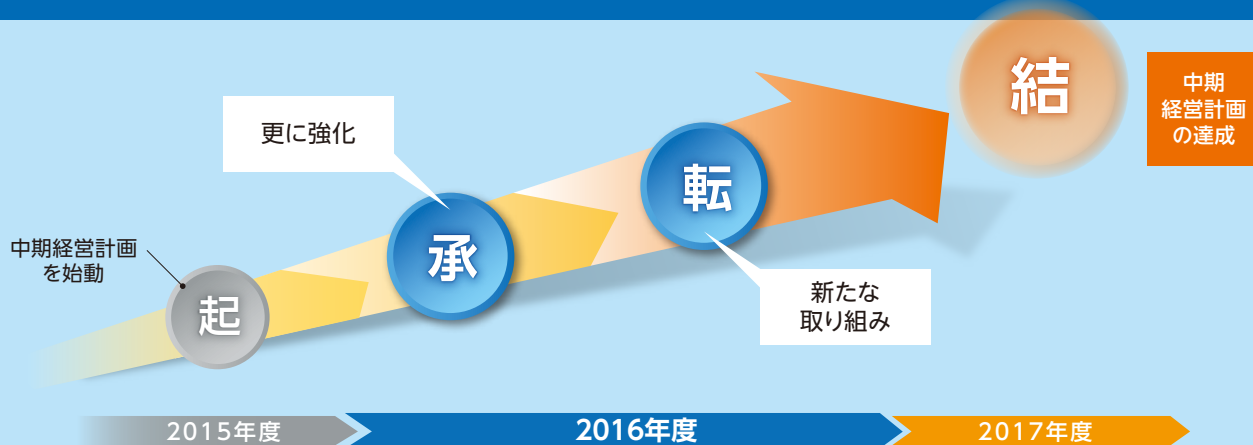 中期経営計画
を始動
起
更に強化
承
転
新たな
取り組み
結
中期
経営計画
の達成
2015年度
2016年度
2017年度